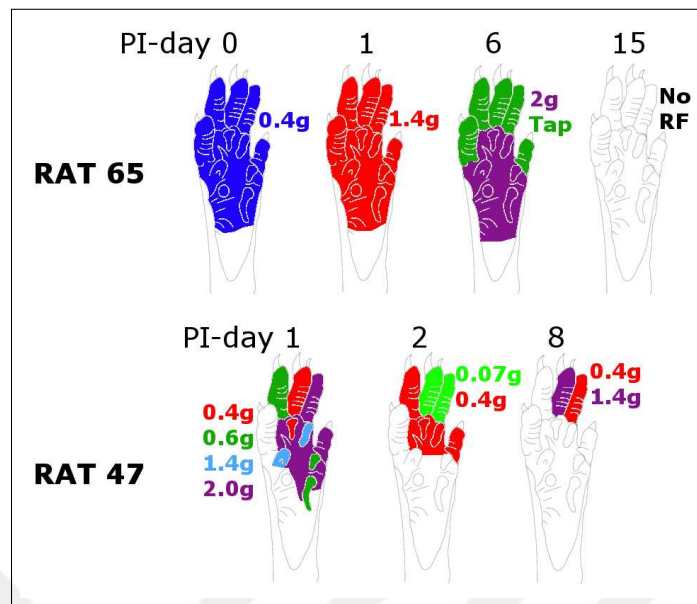 PI-day 0 1 6 15
0.4g 1.4g 2g No
Tap RF
RAT 65
PI-day 1 2 8
0.07g 0.4g
0.4g 0.4g 1.4g
0.6g
1.4g
RAT 47
2.0g